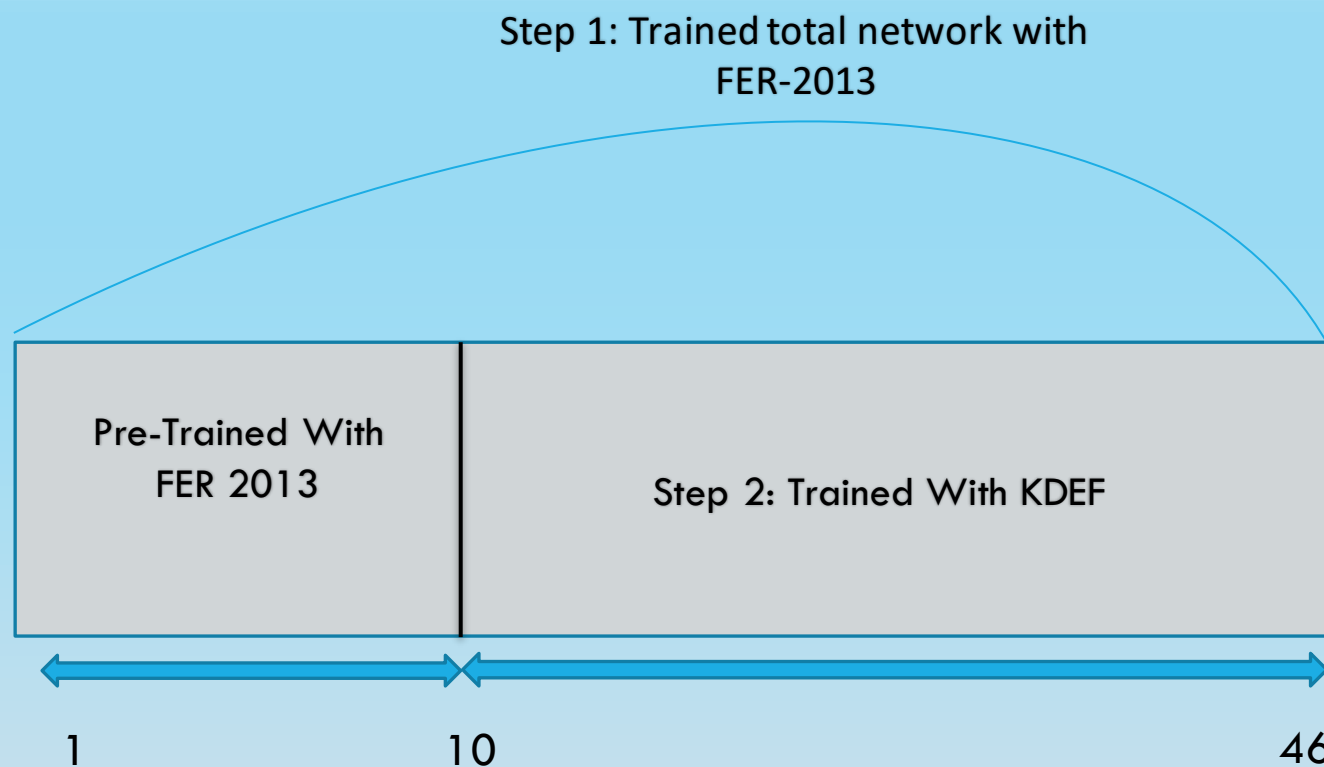 Step 1: Trained total network with
FER-2013
Pre-Trained With
FER 2013
Step 2: Trained With KDEF
1
10
46